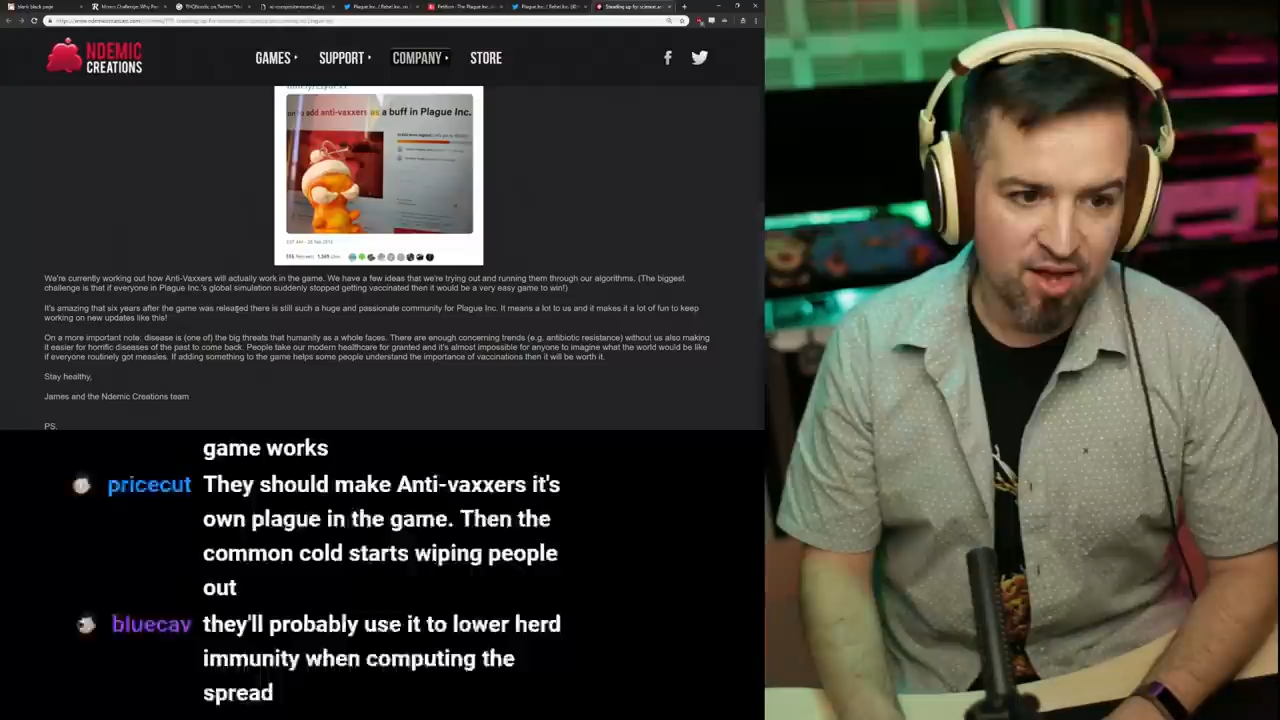 blank black page
Petition · The Plague Inc.
NDEMIC
CREATIONS
GAMES
SUPPORT
COMPANY
STORE
on to add anti-vaxxers as a buff in Plague Inc.
We're currently working out how Anti-Vaxxers will actually work in the game. We have a few ideas that we're trying out and running them through our algorithms. (The biggest
challenge is that if everyone in Plague Inc.'s global simulation suddenly stopped getting vaccinated then it would be a very easy game to win!)
It's amazing that six years after the game was released there is still such a huge and passionate community for Plague Inc. It means a lot to us and it makes it a lot of fun to keep
working on new updates like this!
On a more important note: disease is (one of) the big threats that humanity as a whole faces. There are enough concerning trends (e.g. antibiotic resistance) without us also making
it easier for horrific diseases of the past to come back. People take our modern healthcare for granted and it's almost impossible for anyone to imagine what the world would be like
if everyone routinely got measles. If adding something to the game helps some people understand the importance of vaccinations then it will be worth it.
Stay healthy,
James and the Ndemic Creations team
PS.
game works
pricecut They should make Anti-vaxxers it's
own plague in the game. Then the
common cold starts wiping people
out
bluecav they'll probably use it to lower herd
immunity when computing the
spread